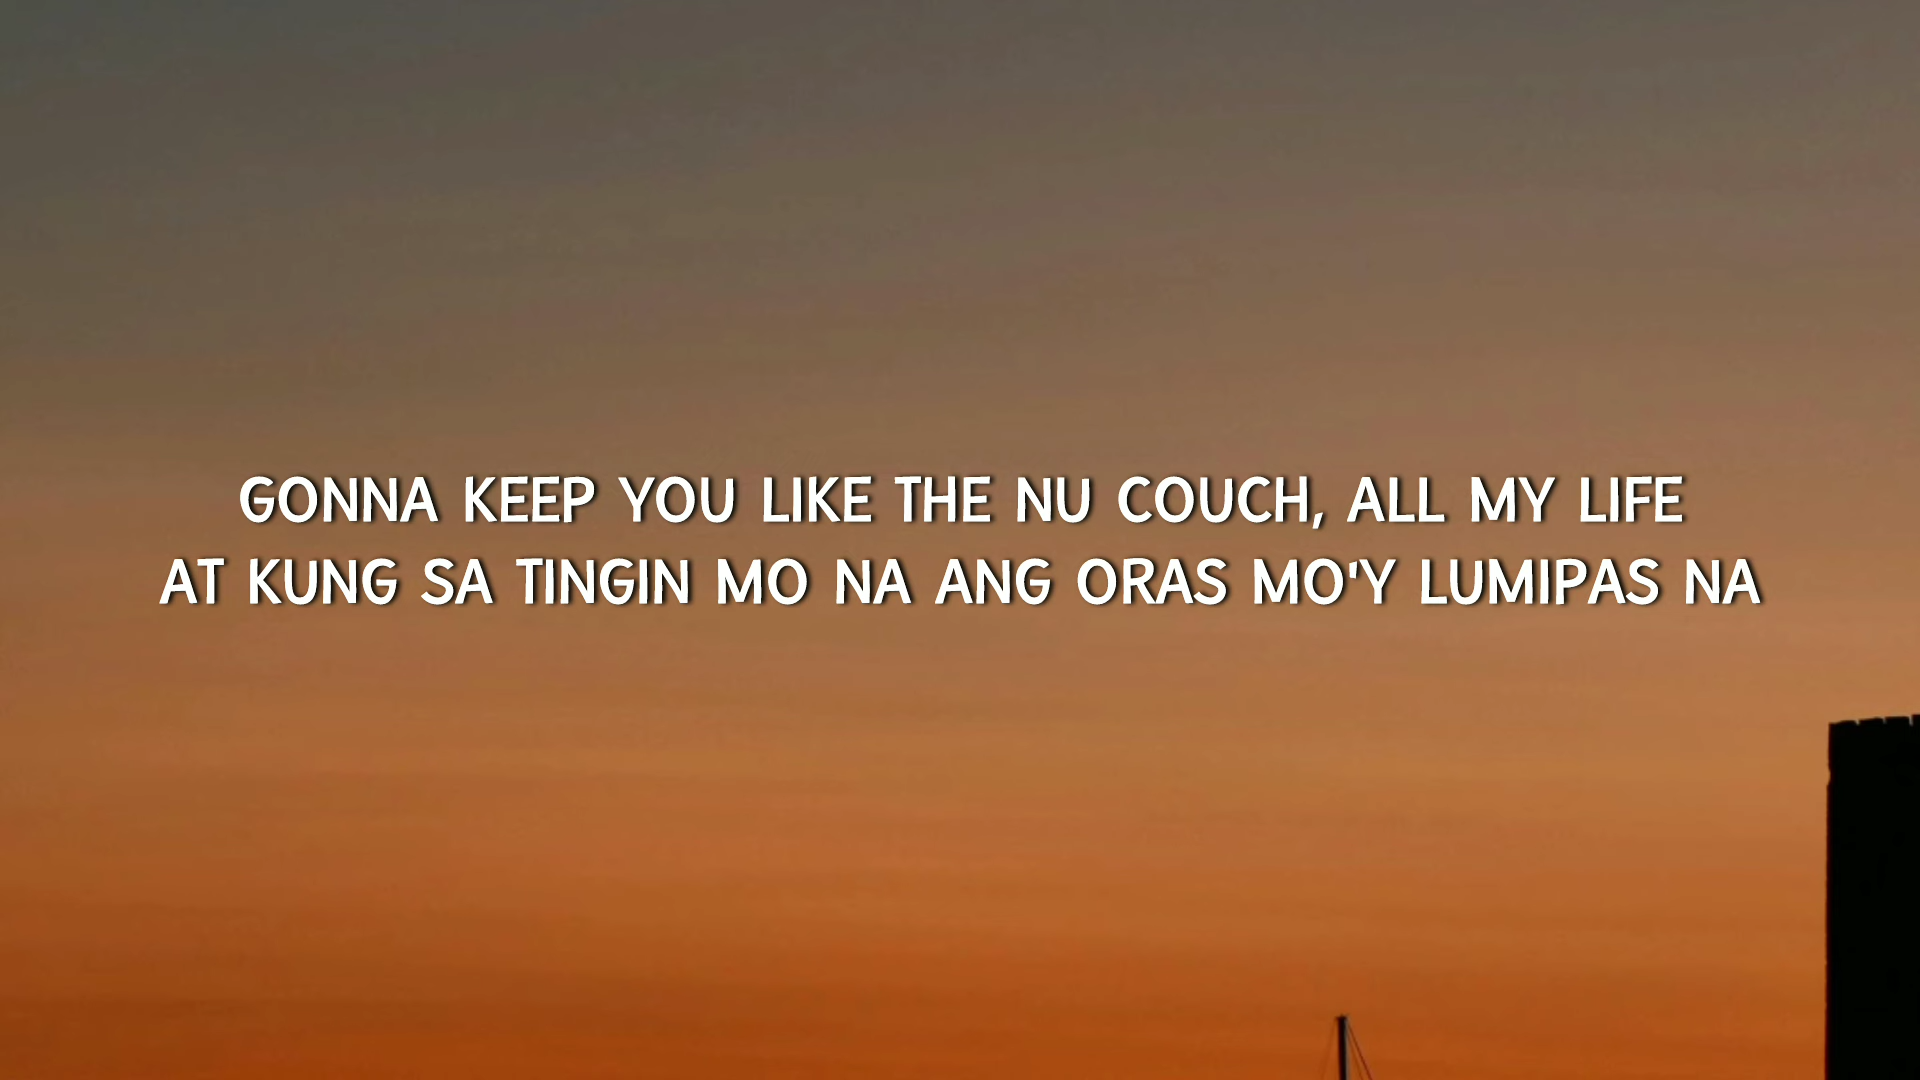 GONNA KEEP YOU LIKE THE NU COUCH, ALL MY LIFE
AT KUNG SA TINGIN MO NA ANG ORAS MO'Y LUMIPAS NA